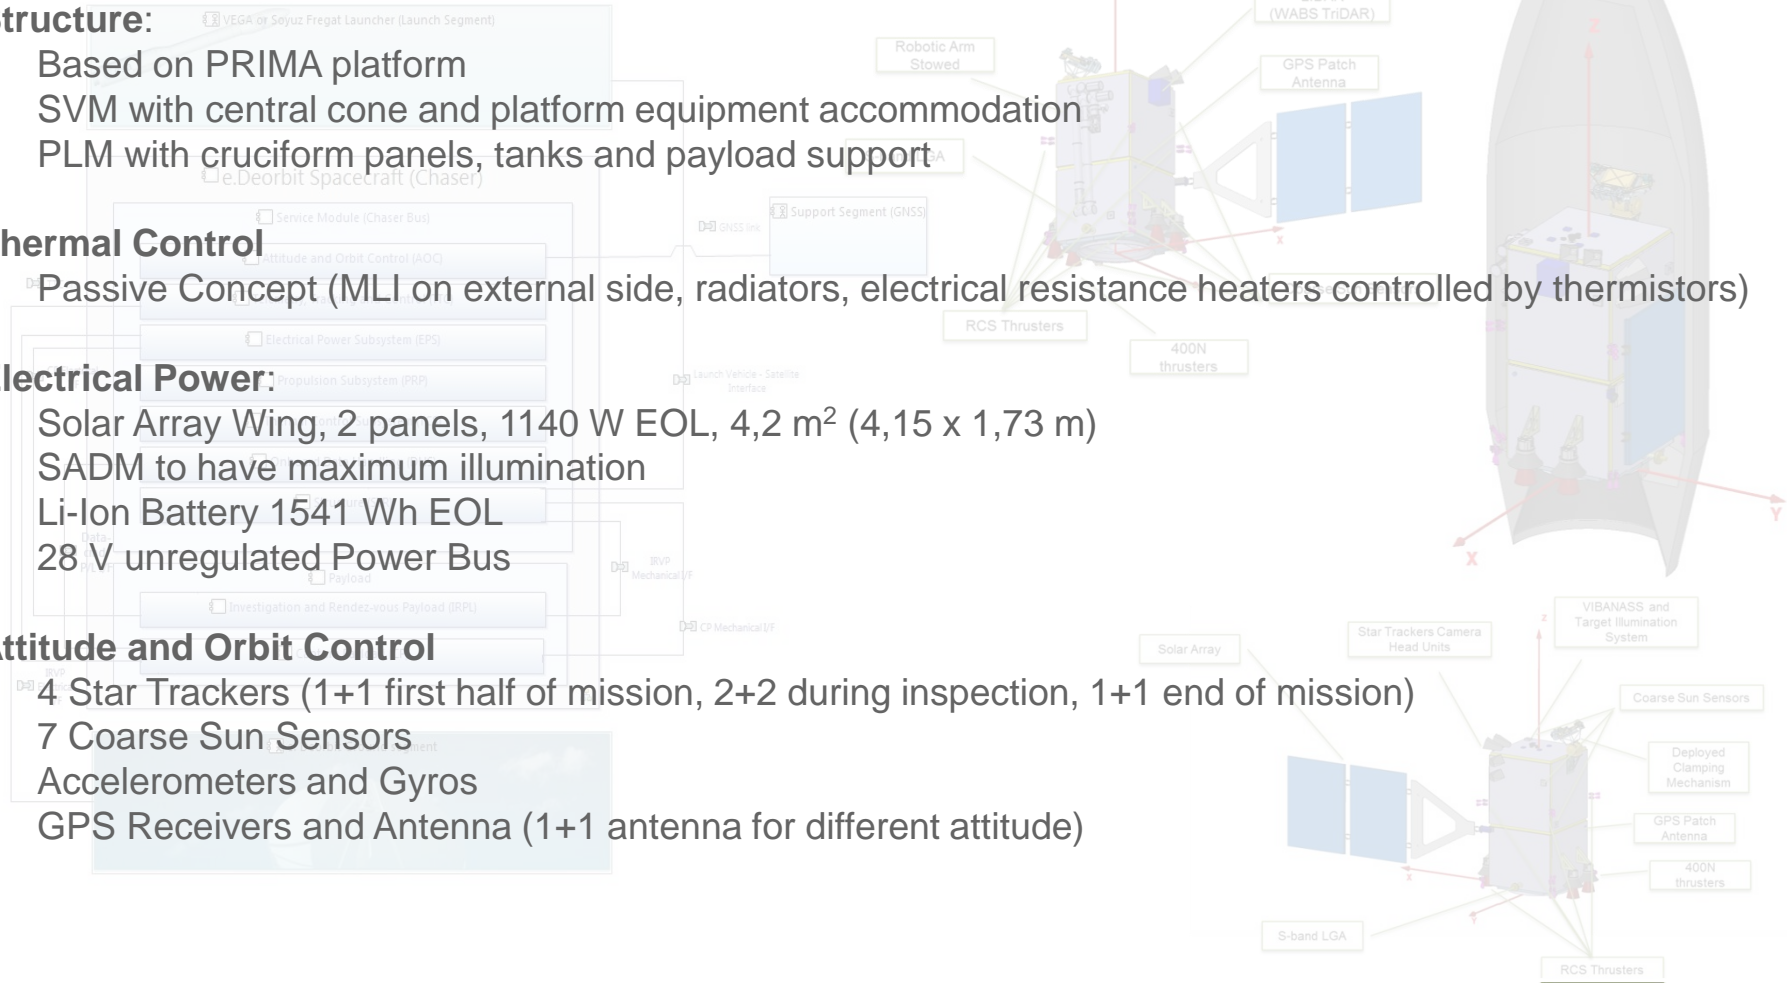 tructure:
Based on PRIMA platform
SVM with central cone and platform equipment accommodation
PLM with cruciform panels, tanks and payload support
hermal Control
Passive Concept (MLI on external side, radiators, electrical resistance heaters controlled by thermistors)
lectrical Power:
Solar Array Wing, 2 panels, 1140 W EOL, 4,2 m² (4,15 x 1,73 m)
SADM to have maximum illumination
Li-Ion Battery 1541 Wh EOL
28 V unregulated Power Bus
ttitude and Orbit Control
4 Star Trackers (1+1 first half of mission, 2+2 during inspection, 1+1 end of mission)
7 Coarse Sun Sensors
Accelerometers and Gyros
GPS Receivers and Antenna (1+1 antenna for different attitude)
VEGA or Soyuz Fregat Launcher (Launch Segment)
e.Deorbit Spacecraft (Chaser)
Service Module (Chaser Bus)
Attitude and Orbit Control (AOC)
Electrical Power Subsystem (EPS)
Propulsion Subsystem (PRP)
Payload
Investigation and Rendez-vous Payload (IRPL)
GNSS link
Support Segment (GNSS)
Launch Vehicle - Satellite
Interface
IRVP
Mechanical I/F
CP Mechanical I/F
(WABS TriDAR)
Robotic Arm
Stowed
GPS Patch
Antenna
LGA
RCS Thrusters
400N
thrusters
X
Z
Y
X
Solar Array
Star Trackers Camera
Head Units
VIBANASS and
Target Illumination
System
Coarse Sun Sensors
Deployed
Clamping
Mechanism
GPS Patch
Antenna
400N
thrusters
S-band LGA
RCS Thrusters
Z
X
Y